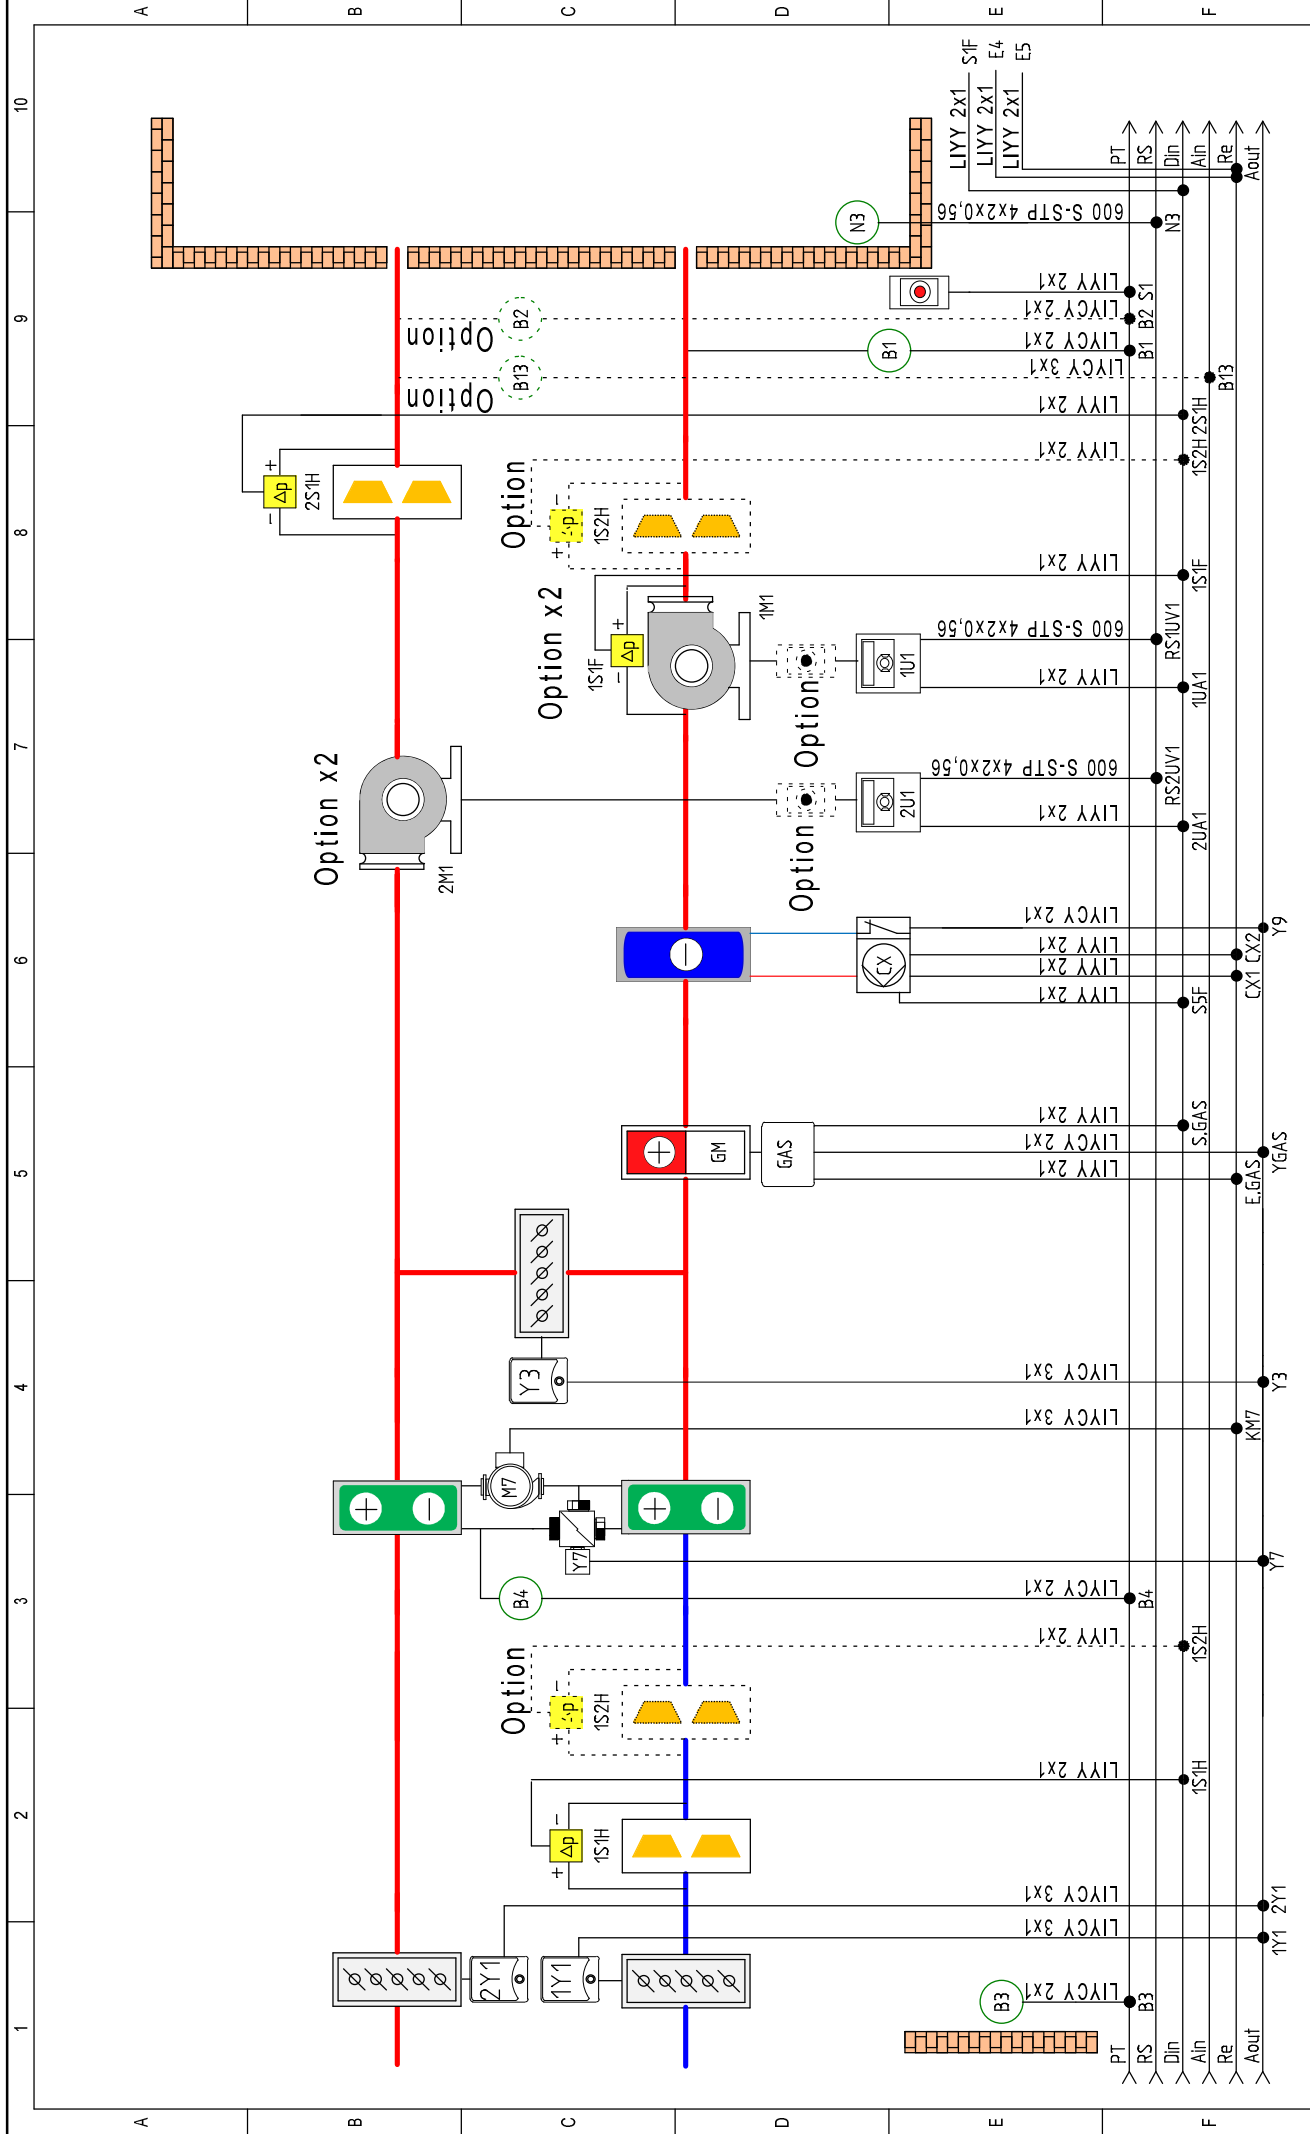 A B C D E F
10
S1F
E4
E5
LIYY 2x1
LIYY 2x1
LIYY 2x1
PT
RS
Din
Ain
Re
Aout
N3
600 S-STP 4x2x0,56
N3
9
LIYY 2x1
S1
Option
B2
LIYCY 2x1
B2
B1
LIYCY 2x1
B1
Option
B13
LIYCY 3x1
B13
LIYY 2x1
2S1H
8
+
Δp
-
2S1H
Option
-
Δp
+
1S2H
LIYY 2x1
1S2H
LIYY 2x1
1S1F
Option x2
+
Δp
-
1S1F
1M1
Option
1U1
600 S-STP 4x2x0,56
RS1UV1
LIYY 2x1
1UA1
7
Option x2
2M1
Option
2U1
600 S-STP 4x2x0,56
RS2UV1
LIYY 2x1
2UA1
6
CX
LIYCY 2x1
Y9
LIYY 2x1
CX2
LIYY 2x1
CX1
LIYY 2x1
S5F
5
GM
GAS
LIYY 2x1
S.GAS
LIYCY 2x1
YGAS
LIYY 2x1
E.GAS
4
Y3
LIYCY 3x1
Y3
M7
LIYCY 3x1
KM7
3
Y7
LIYCY 3x1
Y7
B4
LIYCY 2x1
B4
Option
-
Δp
+
1S2H
LIYY 2x1
1S2H
2
-
Δp
+
1S1H
LIYY 2x1
1S1H
LIYCY 3x1
2Y1
LIYCY 3x1
1Y1
1
2Y1
1Y1
B3
LIYCY 2x1
B3
PT
RS
Din
Ain
Re
Aout
A B C D E F